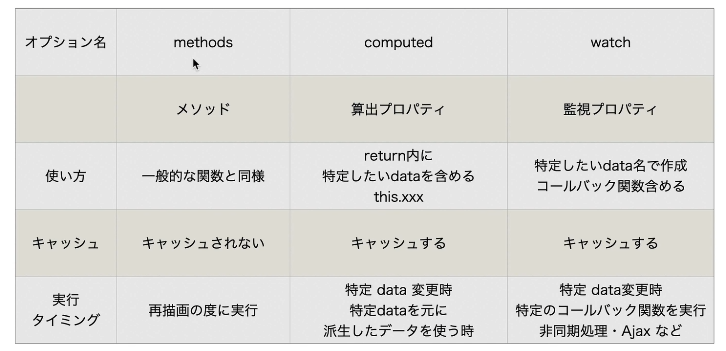 オプション名 methods computed watch
メソッド 算出プロパティ 監視プロパティ
使い方 一般的な関数と同様 return内に
特定したいdataを含める
this.xxx
特定したいdata名で作成
コールバック関数含める
キャッシュ キャッシュされない キャッシュする キャッシュする
実行
タイミング
再描画の度に実行
特定 data 変更時
特定dataを元に
派生したデータを使う時
特定 data変更時
特定のコールバック関数を実行
非同期処理・Ajax など